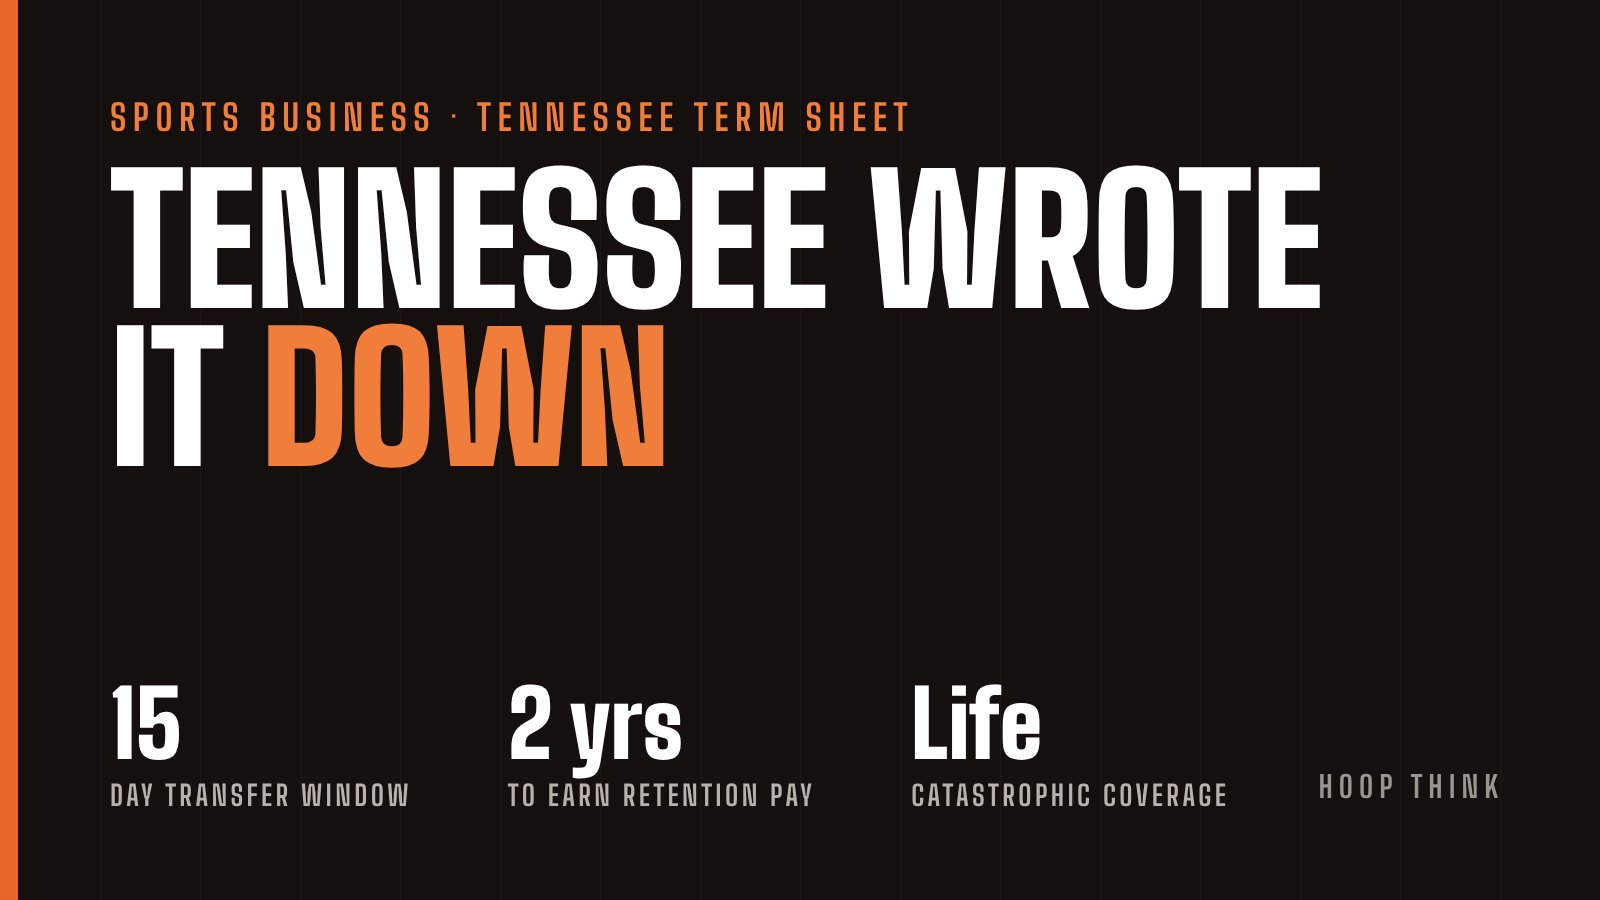 SPORTS BUSINESS · TENNESSEE TERM SHEET
TENNESSEE WROTE
IT DOWN
15
DAY TRANSFER WINDOW
2 yrs
TO EARN RETENTION PAY
Life
CATASTROPHIC COVERAGE
HOOP THINK